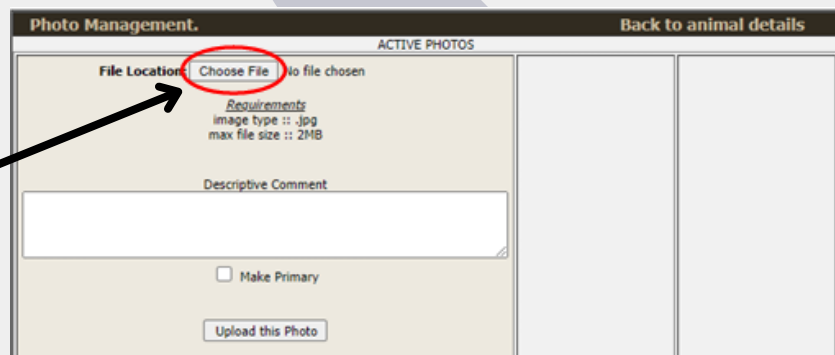 Photo Management. Back to animal details
ACTIVE PHOTOS
File Location: Choose File No file chosen
Requirements
image type :: .jpg
max file size :: 2MB
Descriptive Comment
Make Primary
Upload this Photo